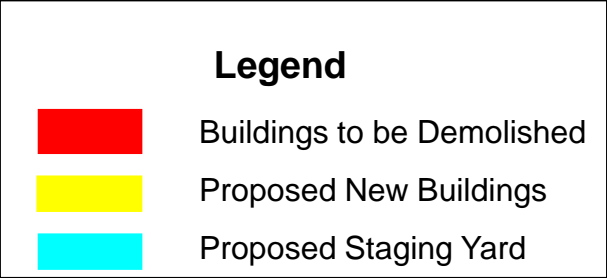 Legend
Buildings to be Demolished
Proposed New Buildings
Proposed Staging Yard